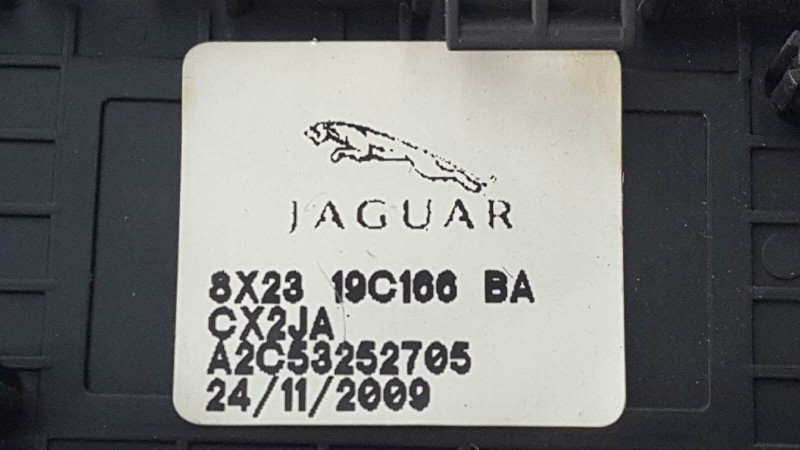 JAGUAR
8X23 19C166 BA
CX2JA
A2C53252705
24/11/2009